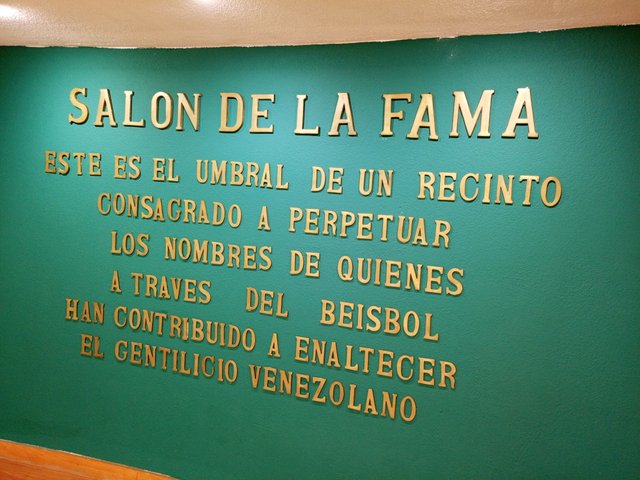 SALON DE LA FAMA
ESTE ES EL UMBRAL DE UN RECINTO
CONSAGRADO A PERPETUAR
LOS NOMBRES DE QUIENES
A TRAVES DEL BEISBOL
HAN CONTRIBUIDO A ENALTECER
EL GENTILICIO VENEZOLANO